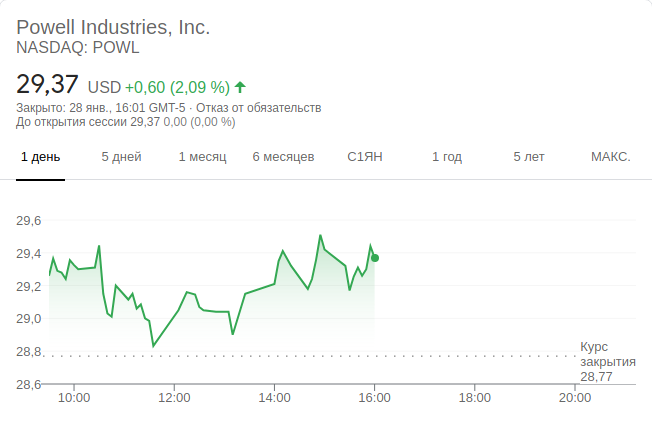 Powell Industries, Inc.
NASDAQ: POWL
29,37 USD +0,60 (2,09 %)
Закрыто: 28 янв., 16:01 GMT-5 · Отказ от обязательств
До открытия сессии 29,37 0,00 (0,00 %)
1 день 5 дней 1 месяц 6 месяцев С1ЯН 1 год 5 лет МАКС.
29,6
29,4
29,2
29,0
28,8
28,6
Курс
закрытия
28,77
10:00 12:00 14:00 16:00 18:00 20:00